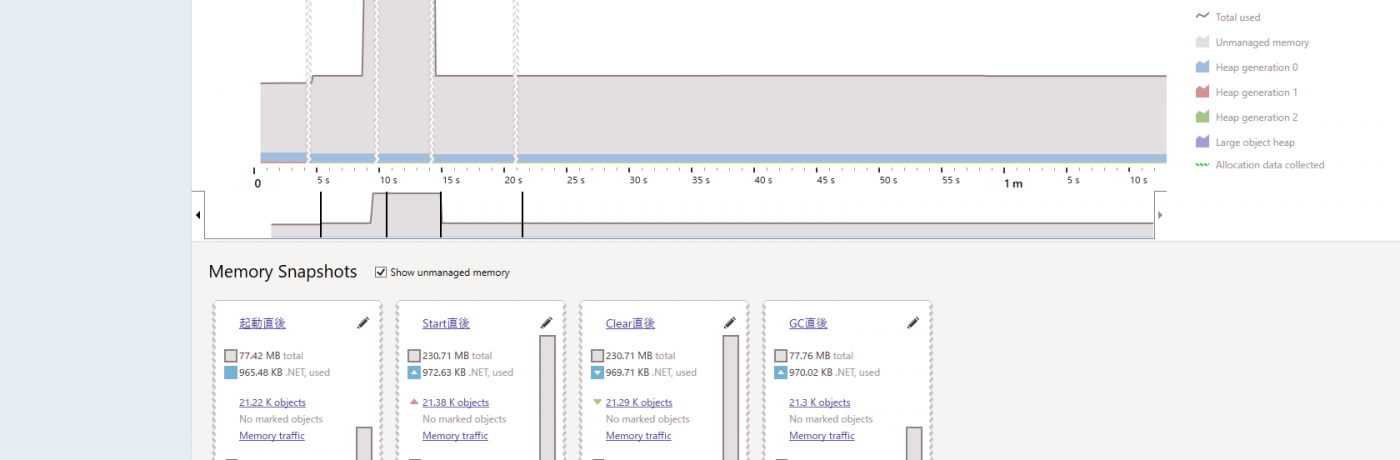 Total used
Unmanaged memory
Heap generation 0
Heap generation 1
Heap generation 2
Large object heap
Allocation data collected
0 5 s 10 s 15 s 20 s 25 s 30 s 35 s 40 s 45 s 50 s 55 s 1 m 5 s 10 s
Memory Snapshots Show unmanaged memory
起動直後
77.42 MB total
965.48 KB .NET, used
21.22 K objects
No marked objects
Memory traffic
Start直後
230.71 MB total
972.63 KB .NET, used
21.38 K objects
No marked objects
Memory traffic
Clear直後
230.71 MB total
969.71 KB .NET, used
21.29 K objects
No marked objects
Memory traffic
GC直後
77.76 MB total
970.02 KB .NET, used
21.3 K objects
No marked objects
Memory traffic